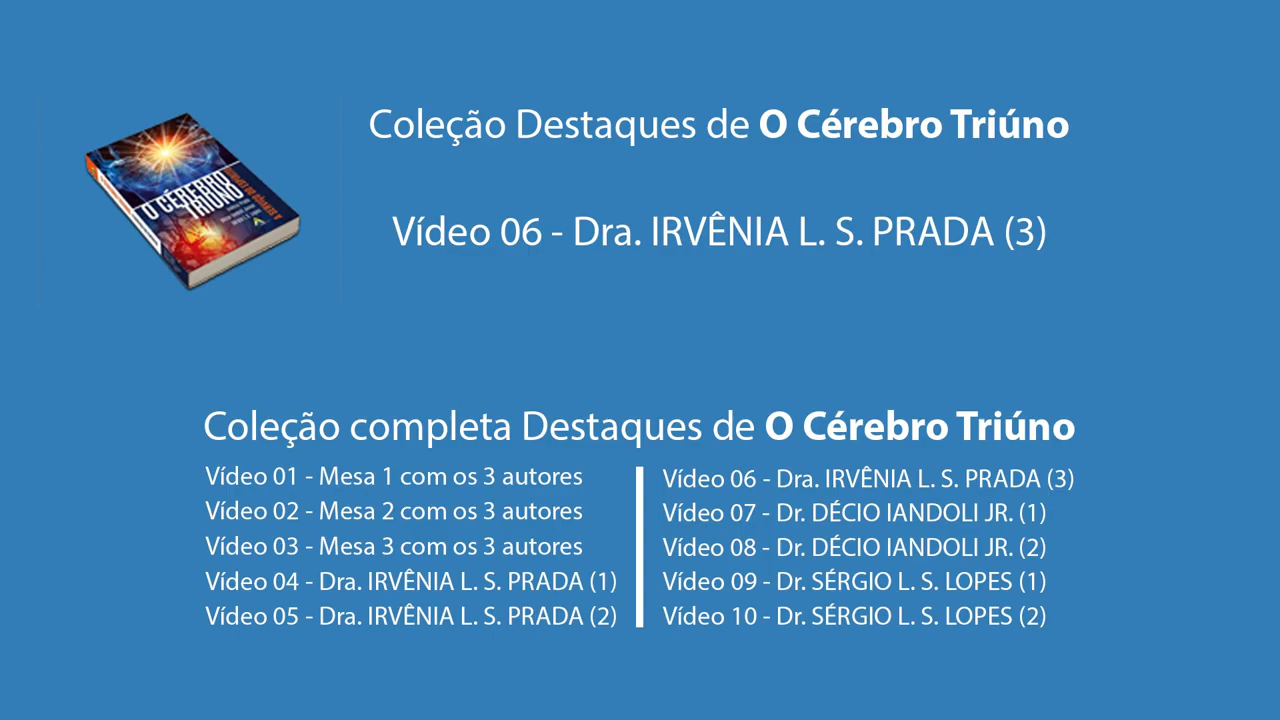 Coleção Destaques de O Cérebro Triúno
Vídeo 06 - Dra. IRVÊNIA L. S. PRADA (3)
O CÉREBRO
TRIÚNO
Coleção completa Destaques de O Cérebro Triúno
Vídeo 01 - Mesa 1 com os 3 autores
Vídeo 02 - Mesa 2 com os 3 autores
Vídeo 03 - Mesa 3 com os 3 autores
Vídeo 04 - Dra. IRVÊNIA L. S. PRADA (1)
Vídeo 05 - Dra. IRVÊNIA L. S. PRADA (2)
Vídeo 06 - Dra. IRVÊNIA L. S. PRADA (3)
Vídeo 07 - Dr. DÉCIO IANDOLI JR. (1)
Vídeo 08 - Dr. DÉCIO IANDOLI JR. (2)
Vídeo 09 - Dr. SÉRGIO L. S. LOPES (1)
Vídeo 10 - Dr. SÉRGIO L. S. LOPES (2)